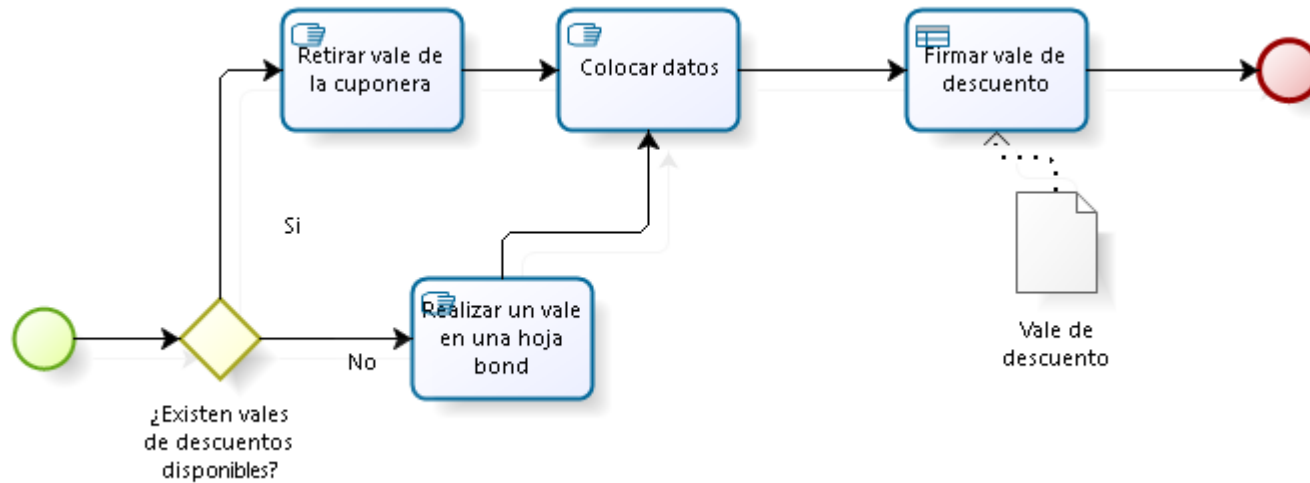 Retirar vale de
la cuponera
Colocar datos
Firmar vale de
descuento
Si
No
Realizar un vale
en una hoja
bond
Vale de
descuento
¿Existen vales
de descuentos
disponibles?